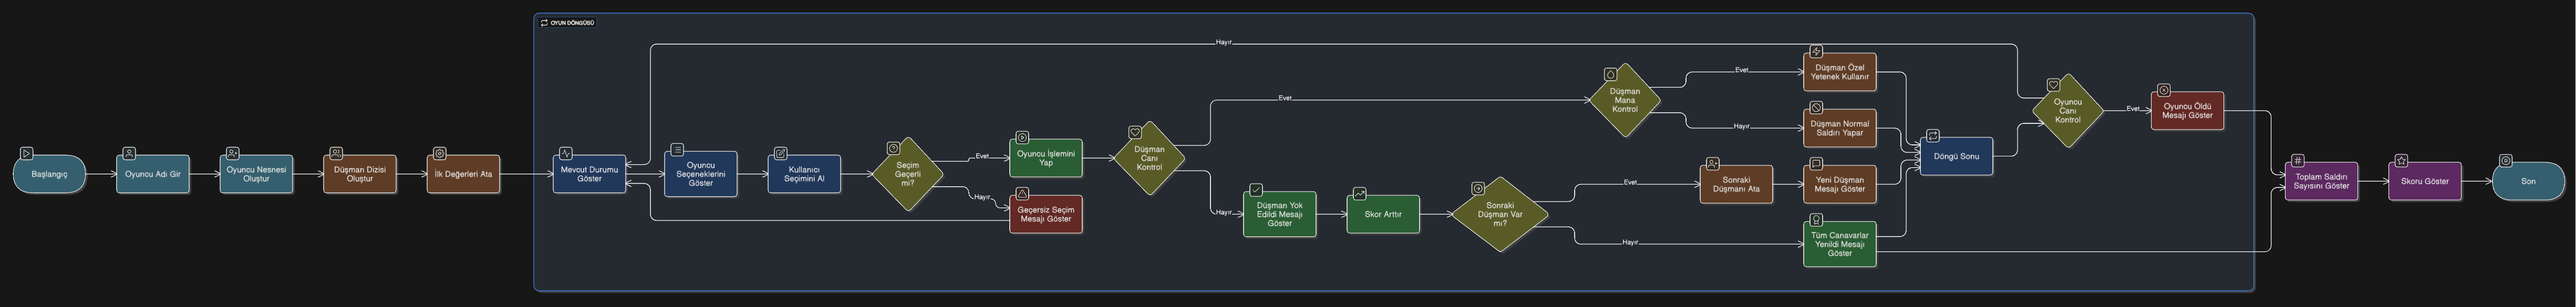 OYUN DÖNGÜSÜ
Başlangıç
Oyuncu Adı Gir
Oyuncu Nesnesi
Oluştur
Düşman Dizisi
Oluştur
İlk Değerleri Ata
Mevcut Durumu
Göster
Oyuncu
Seçeneklerini
Göster
Kullanıcı
Seçimini Al
Seçim
Geçerli
mi?
Evet
Hayır
Oyuncu İşlemini
Yap
Geçersiz Seçim
Mesajı Göster
Düşman
Canı
Kontrol
Evet
Hayır
Düşman Yok
Edildi Mesajı
Göster
Skor Arttır
Sonraki
Düşman Var
mı?
Düşman
Mana
Kontrol
Evet
Hayır
Evet
Hayır
Sonraki
Düşmanı Ata
Düşman Özel
Yetenek Kullanır
Düşman Normal
Saldırı Yapar
Yeni Düşman
Mesajı Göster
Tüm Canavarlar
Yenildi Mesajı
Göster
Döngü Sonu
Hayır
Oyuncu
Canı
Kontrol
Evet
Oyuncu Öldü
Mesajı Göster
Toplam Saldırı
Sayısını Göster
Skoru Göster
Son